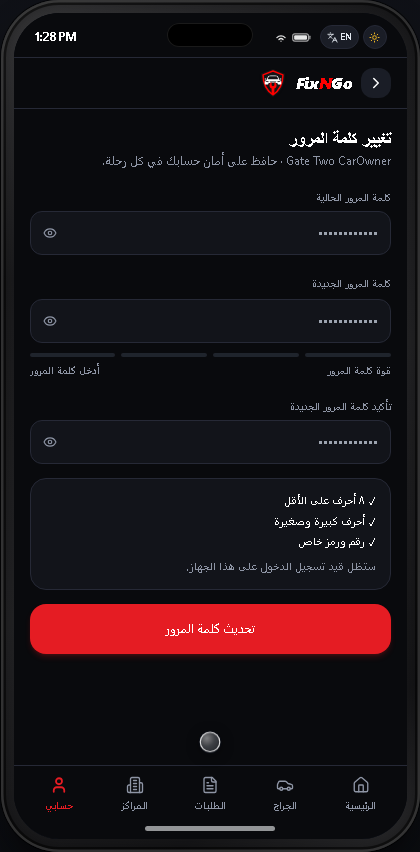 1:28 PM
EN
FixNGo
تغيير كلمة المرور
Gate Two CarOwner · حافظ على أمان حسابك في كل رحلة.
كلمة المرور الحالية
كلمة المرور الجديدة
قوة كلمة المرور
أدخل كلمة المرور
تأكيد كلمة المرور الجديدة
✓ ٨ أحرف على الأقل
✓ أحرف كبيرة وصغيرة
✓ رقم ورمز خاص
ستظل قيد تسجيل الدخول على هذا الجهاز.
تحديث كلمة المرور
الرئيسية
الجراج
الطلبات
المراكز
حسابي